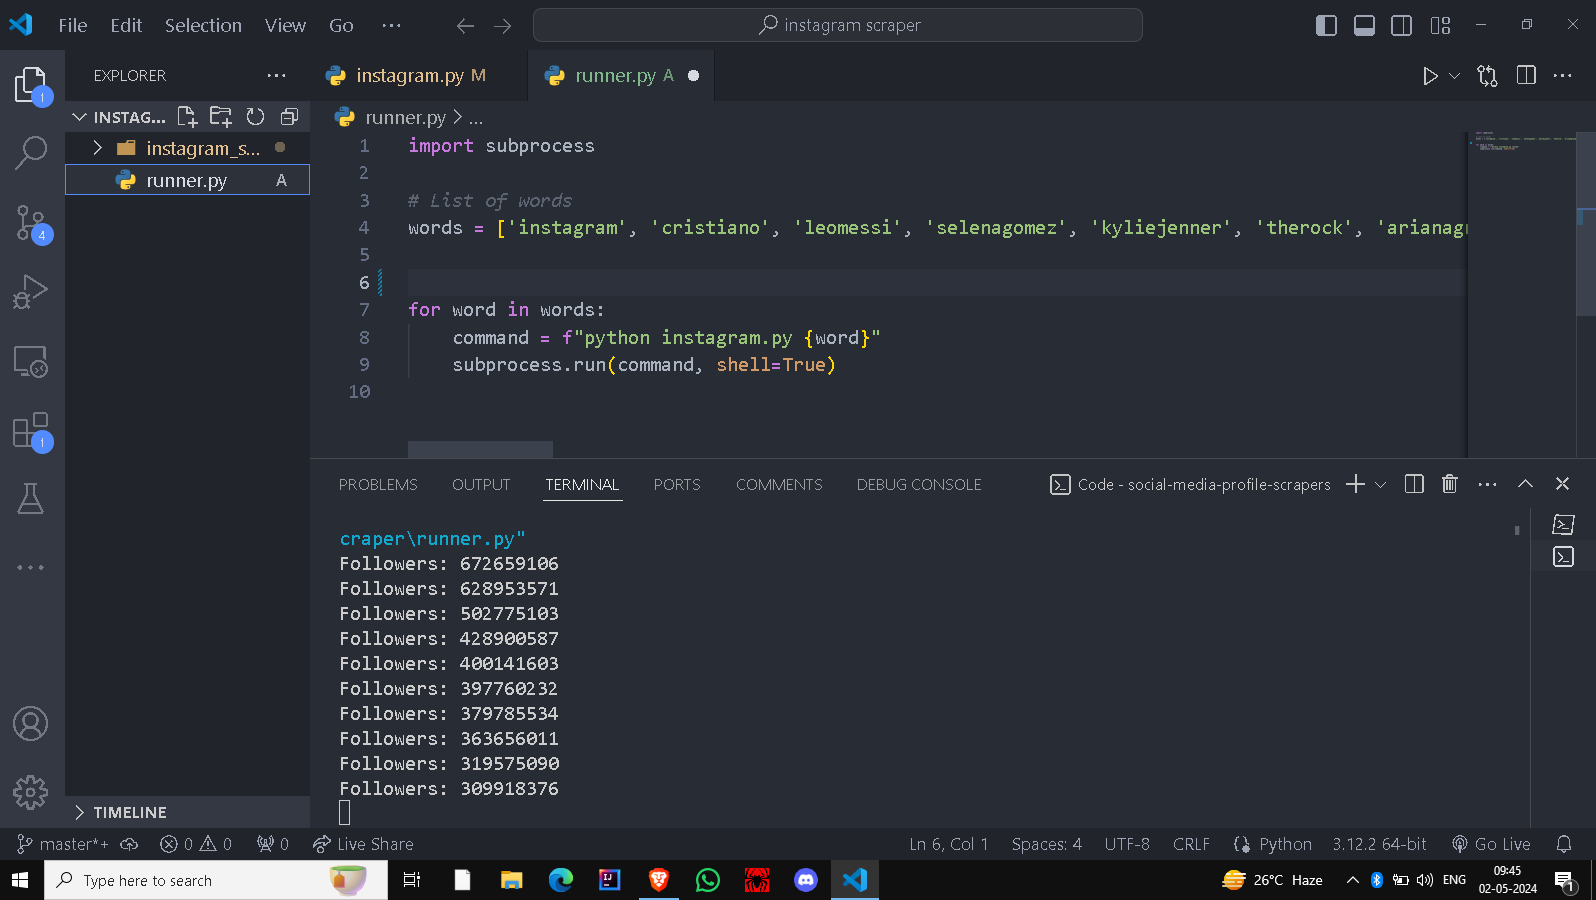 File Edit Selection View Go ... instagram scraper
EXPLORER ...
instagram.py M
runner.py A
INSTAG...
instagram_s...
runner.py A
runner.py > ...
1 import subprocess
2
3 # List of words
4 words = ['instagram', 'cristiano', 'leomessi', 'selenagomez', 'kyliejenner', 'therock', 'arianagr
5
6
7 for word in words:
8 command = f"python instagram.py {word}"
9 subprocess.run(command, shell=True)
10
PROBLEMS OUTPUT TERMINAL PORTS COMMENTS DEBUG CONSOLE Code - social-media-profile-scrapers
craper\runner.py"
Followers: 672659106
Followers: 628953571
Followers: 502775103
Followers: 428900587
Followers: 400141603
Followers: 397760232
Followers: 379785534
Followers: 363656011
Followers: 319575090
Followers: 309918376
1
4
1
TIMELINE
master*+ 0 0 0 Live Share Ln 6, Col 1 Spaces: 4 UTF-8 CRLF Python 3.12.2 64-bit Go Live
Type here to search 26°C Haze ENG 09:45
02-05-2024 1